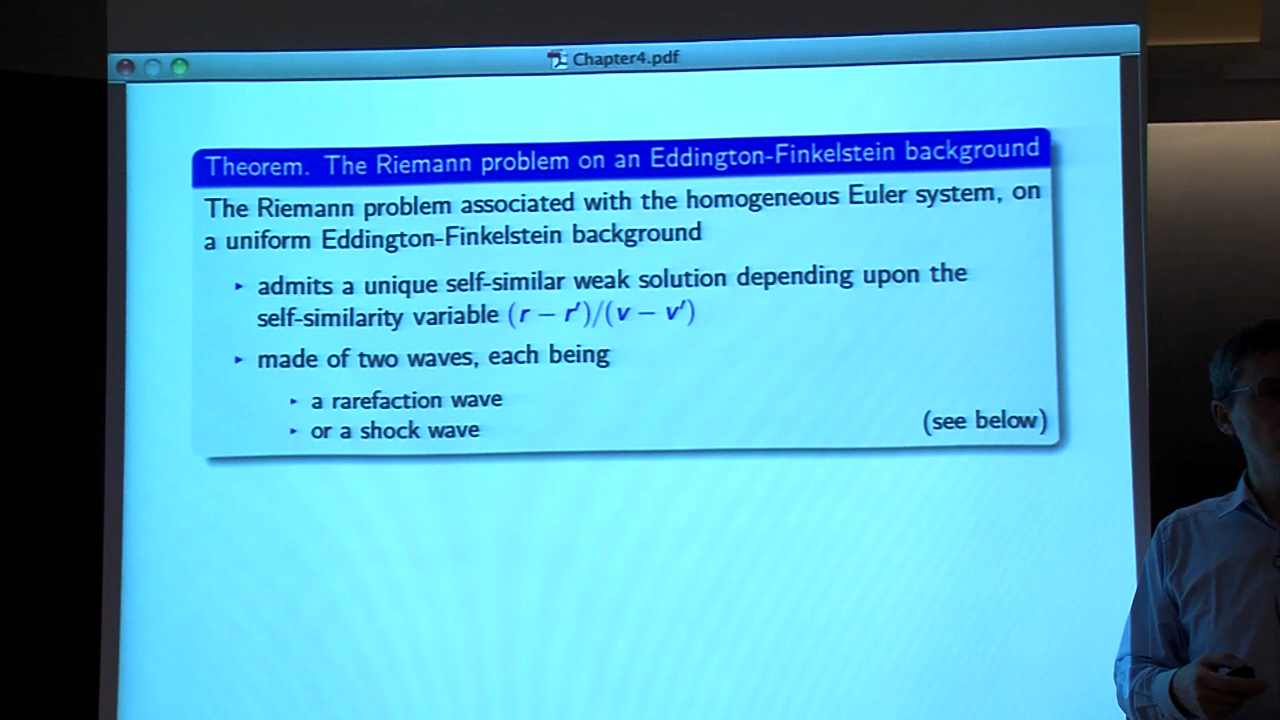 Chapter4.pdf
Theorem. The Riemann problem on an Eddington-Finkelstein background
The Riemann problem associated with the homogeneous Euler system, on
a uniform Eddington-Finkelstein background
‣ admits a unique self-similar weak solution depending upon the
self-similarity variable (r − r′)/(v − v′)
‣ made of two waves, each being
‣ a rarefaction wave
‣ or a shock wave (see below)